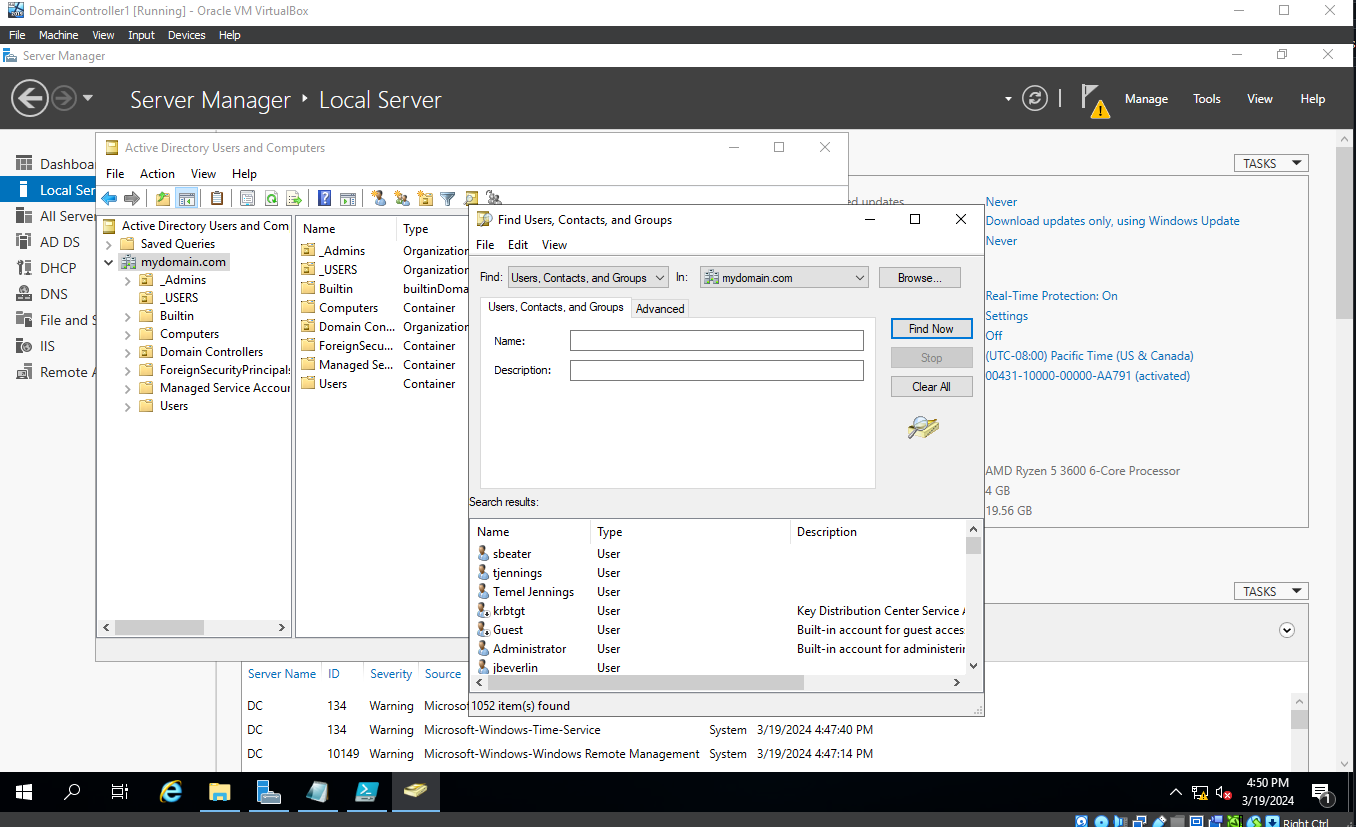 DomainController1 [Running] - Oracle VM VirtualBox
File Machine View Input Devices Help
Server Manager
Server Manager Local Server
Manage Tools View Help
Dashboa
Local Ser
All Server
AD DS
DHCP
DNS
File and S
IIS
Remote A
TASKS
Never
Download updates only, using Windows Update
Never
Real-Time Protection: On
Settings
Off
(UTC-08:00) Pacific Time (US & Canada)
00431-10000-00000-AA791 (activated)
AMD Ryzen 5 3600 6-Core Processor
4 GB
19.56 GB
TASKS
Active Directory Users and Computers
File Action View Help
Active Directory Users and Com
Saved Queries
mydomain.com
_Admins
_USERS
Builtin
Computers
Domain Controllers
ForeignSecurityPrincipals
Managed Service Accour
Users
Name Type
_Admins Organization
_USERS Organization
Builtin builtinDoma
Computers Container
Domain Con... Organization
ForeignSecu... Container
Managed Se... Container
Users Container
Find Users, Contacts, and Groups
File Edit View
Find: Users, Contacts, and Groups In: mydomain.com Browse...
Users, Contacts, and Groups Advanced
Name:
Description:
Find Now
Stop
Clear All
Search results:
Name Type Description
sbeater User
tjennings User
Temel Jennings User
krbtgt User Key Distribution Center Service A
Guest User Built-in account for guest acces
Administrator User Built-in account for administerin
jbeverlin User
1052 item(s) found
Server Name ID Severity Source
DC 134 Warning Microsof
DC 134 Warning Microsoft-Windows-Time-Service System 3/19/2024 4:47:40 PM
DC 10149 Warning Microsoft-Windows-Windows Remote Management System 3/19/2024 4:47:14 PM
4:50 PM
3/19/2024
1
Right Ctrl